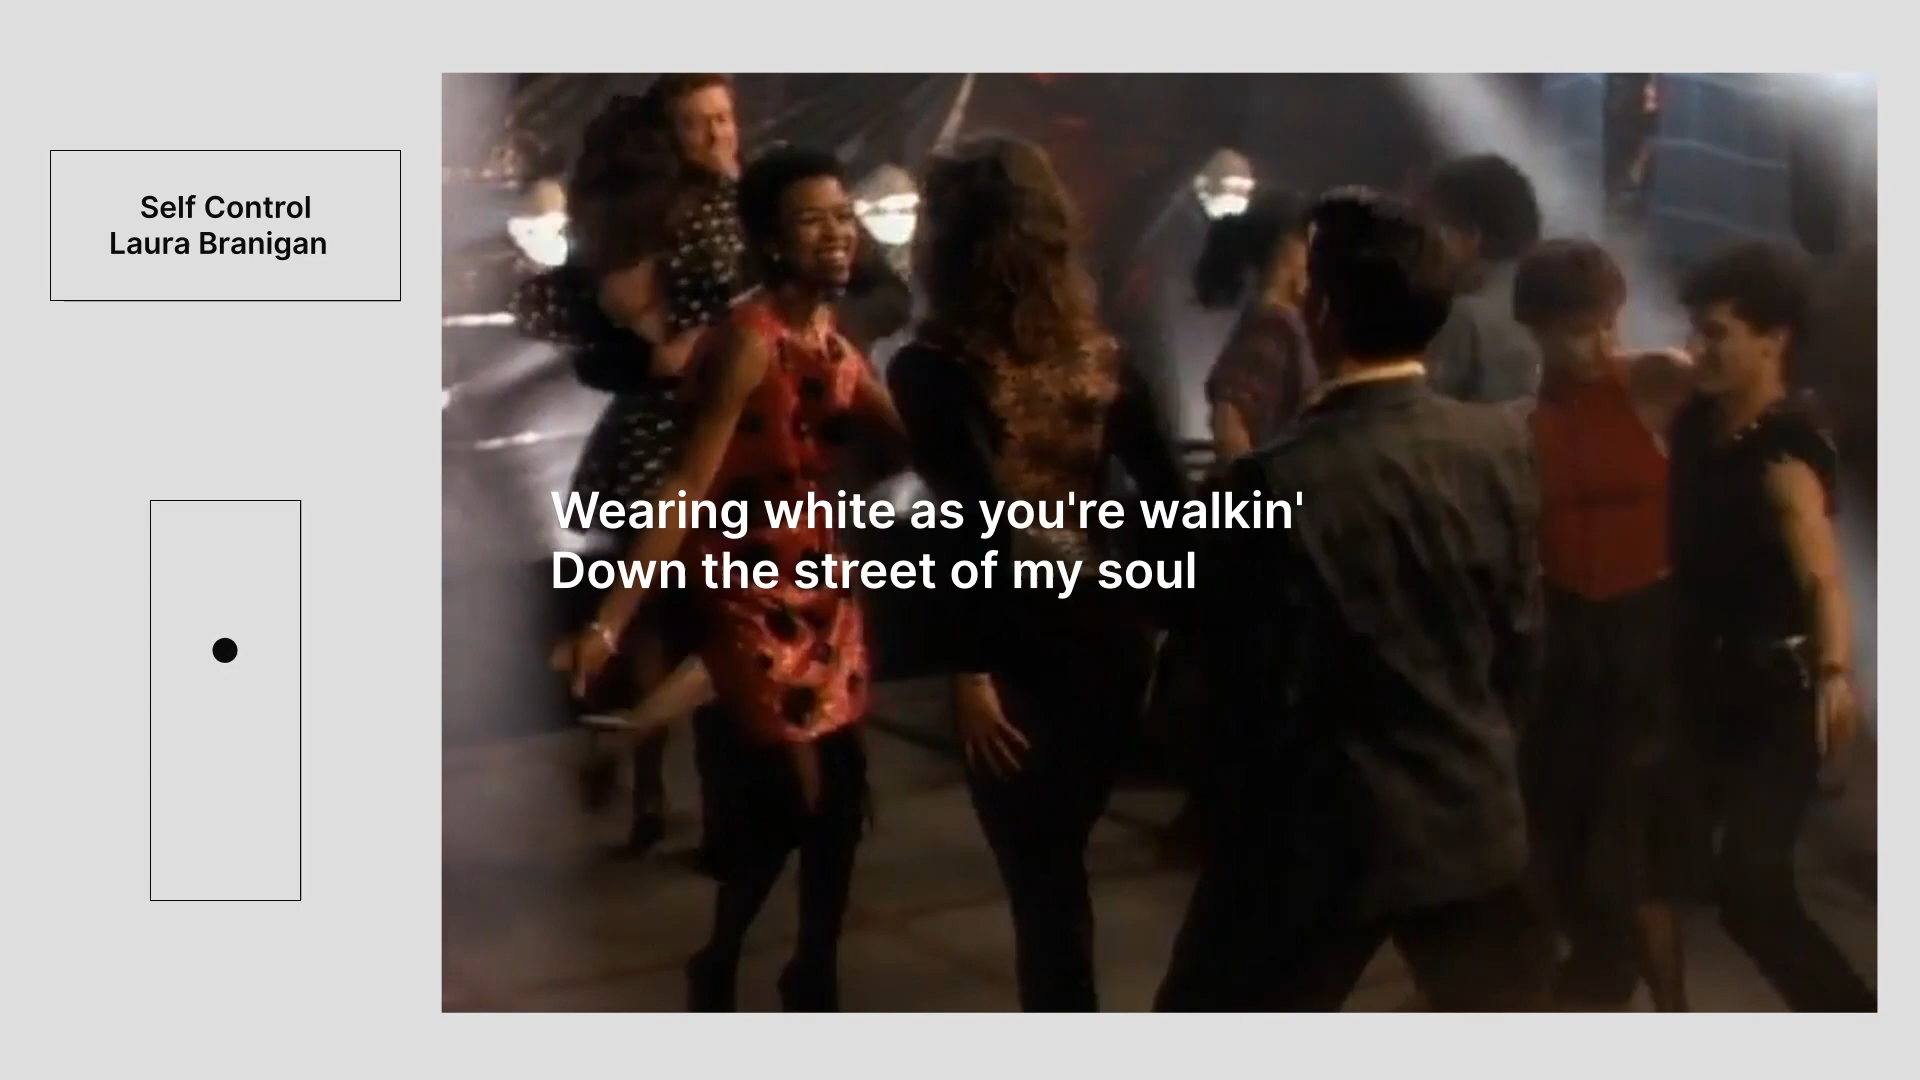 Self Control
Laura Branigan
Wearing white as you're walkin'
Down the street of my soul